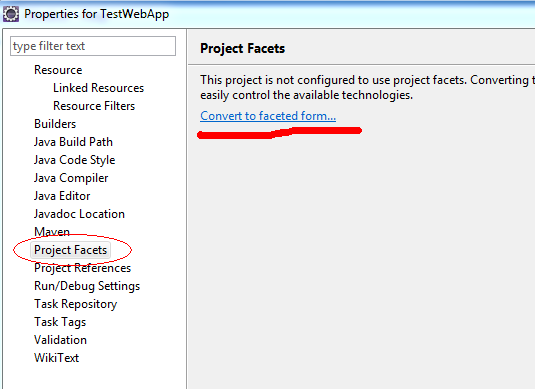 Properties for TestWebApp
type filter text
Resource
Linked Resources
Resource Filters
Builders
Java Build Path
Java Code Style
Java Compiler
Java Editor
Javadoc Location
Maven
Project Facets
Project References
Run/Debug Settings
Task Repository
Task Tags
Validation
WikiText
Project Facets
This project is not configured to use project facets. Converting t
easily control the available technologies.
Convert to faceted form...